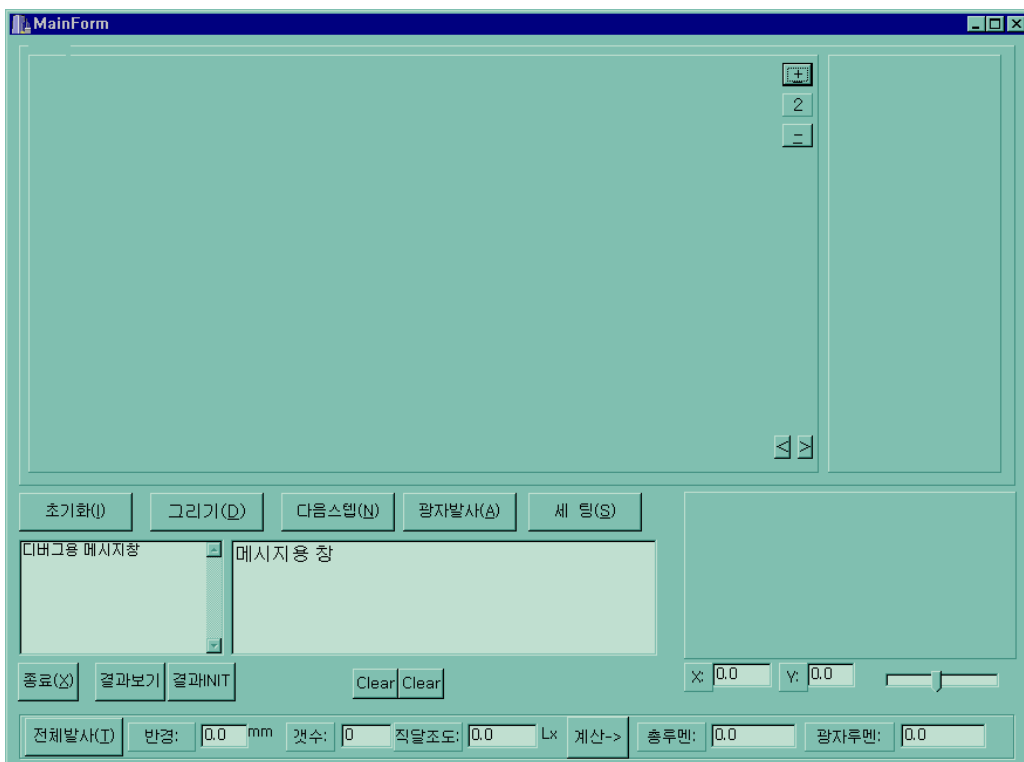 MainForm
+
2
-
< >
초기화(I) 그리기(D) 다음스텝(N) 광자발사(A) 세 팅(S)
디버그용 메시지창
메시지용 창
종료(X) 결과보기 결과INIT Clear Clear
X: 0.0 Y: 0.0
전체발사(T) 반경: 0.0 mm 갯수: 0 직달조도: 0.0 Lx 계산-> 총루멘: 0.0 광자루멘: 0.0